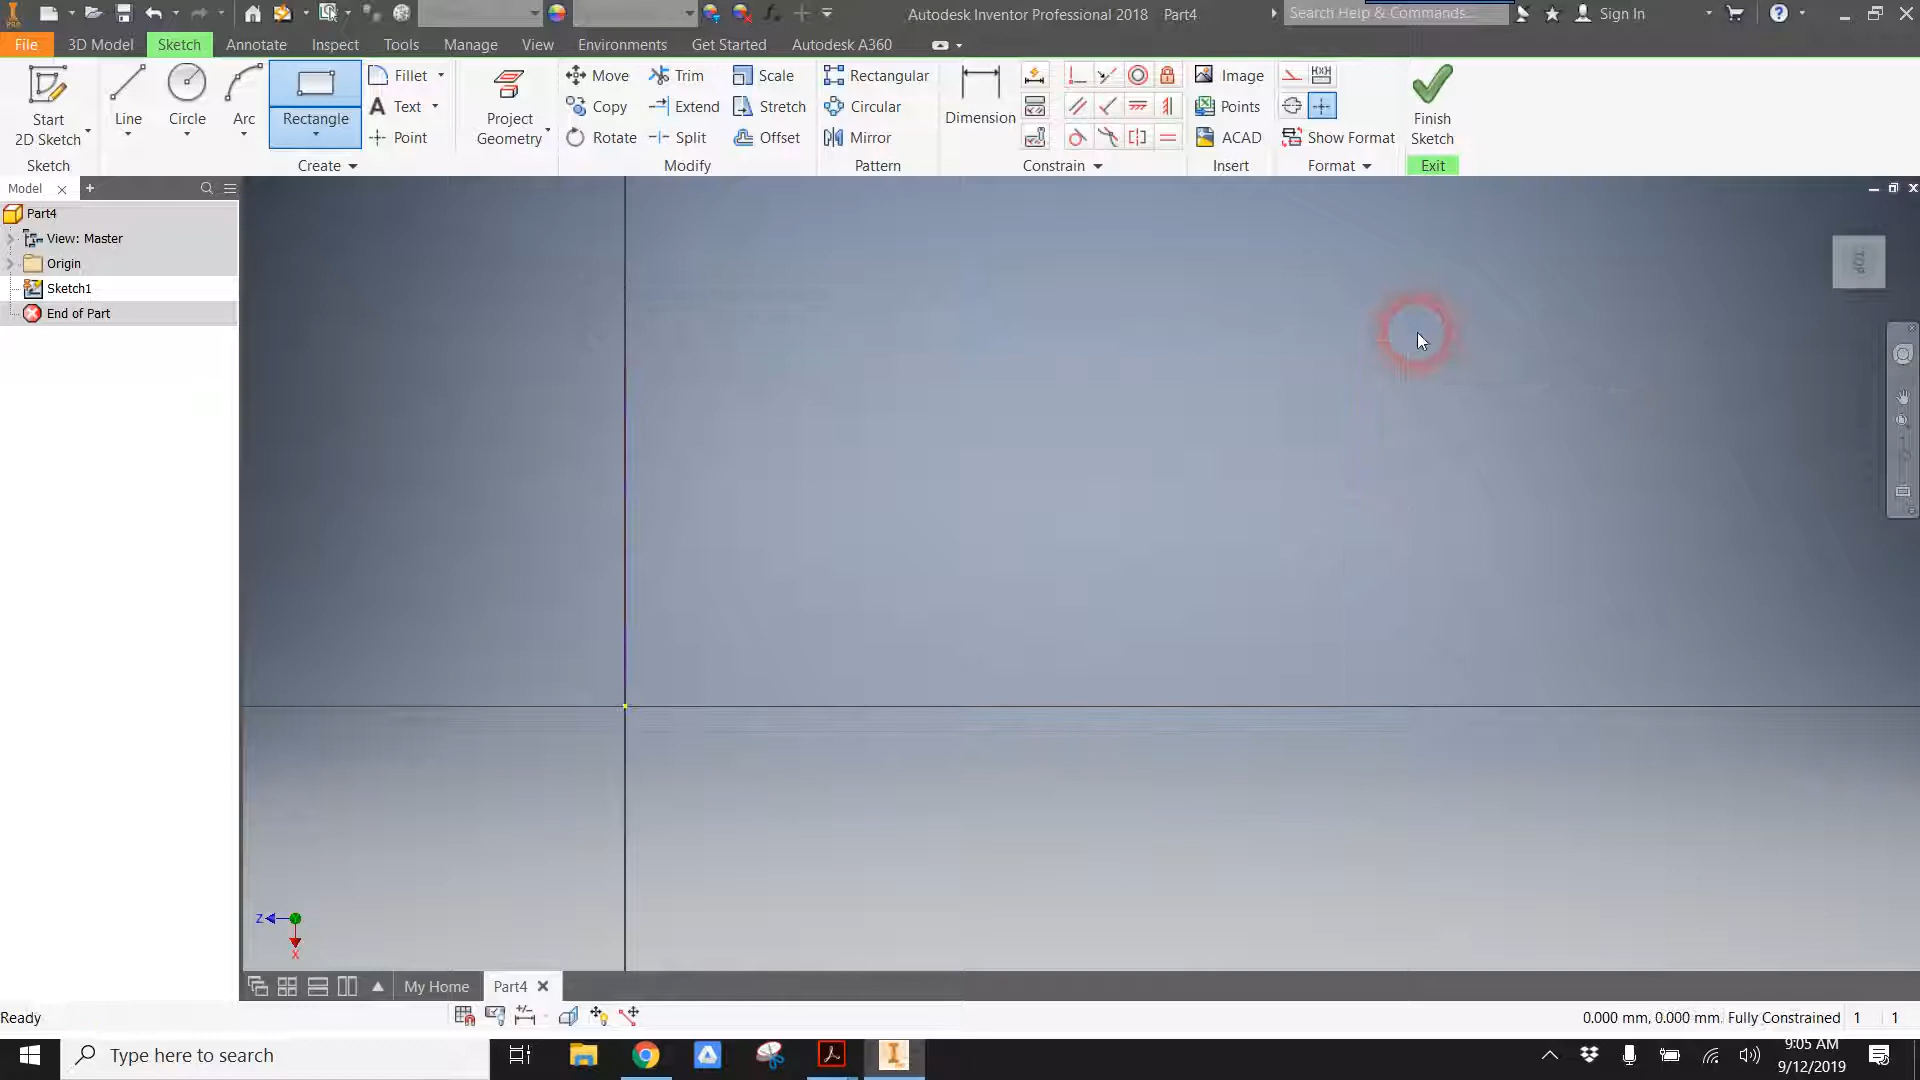 Autodesk Inventor Professional 2018 Part4
Search Help & Commands...
Sign In
File 3D Model Sketch Annotate Inspect Tools Manage View Environments Get Started Autodesk A360
Start 2D Sketch
Line
Circle
Arc
Rectangle
Fillet
Text
Point
Project Geometry
Move
Copy
Rotate
Trim
Extend
Split
Scale
Stretch
Offset
Rectangular
Circular
Mirror
Dimension
Image
Points
ACAD
Show Format
Finish Sketch
Sketch Create Modify Pattern Constrain Insert Format Exit
Model
Part4
View: Master
Origin
Sketch1
End of Part
TOP
Z
X
My Home Part4
Ready
0.000 mm, 0.000 mm Fully Constrained 1 1
Type here to search
9:05 AM
9/12/2019